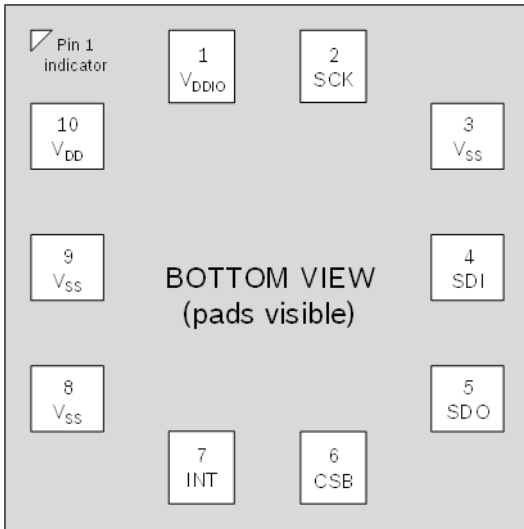 Pin 1
indicator
1
VDDIO
2
SCK
10
VDD
3
VSS
9
VSS
BOTTOM VIEW
(pads visible)
4
SDI
8
VSS
5
SDO
7
INT
6
CSB